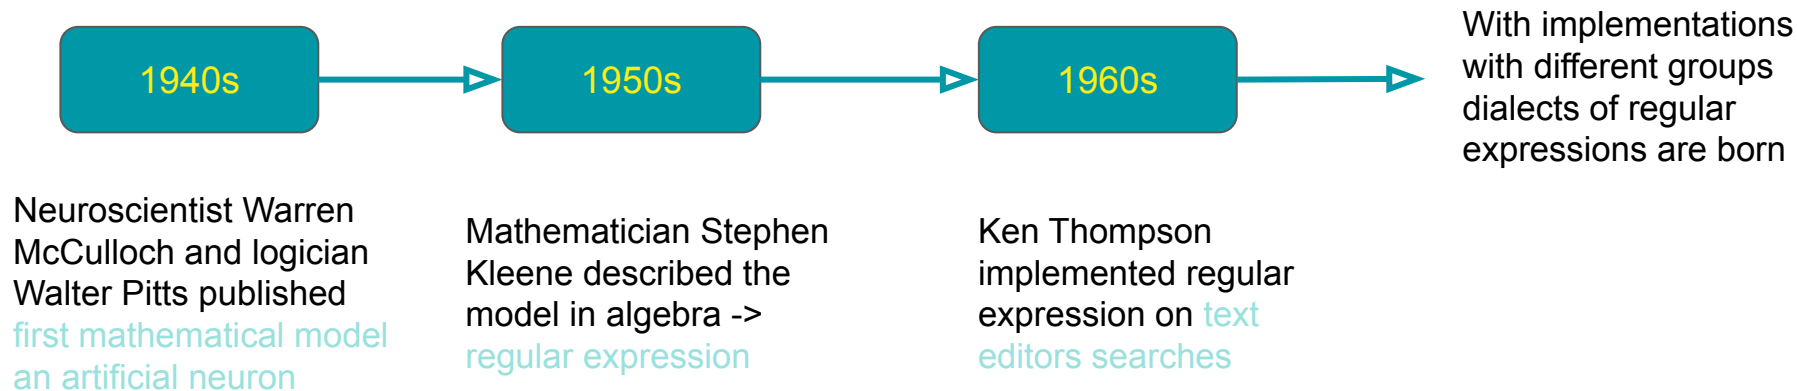 1940s
Neuroscientist Warren
McCulloch and logician
Walter Pitts published
first mathematical model
an artificial neuron
1950s
Mathematician Stephen
Kleene described the
model in algebra ->
regular expression
1960s
Ken Thompson
implemented regular
expression on text
editors searches
With implementations
with different groups
dialects of regular
expressions are born